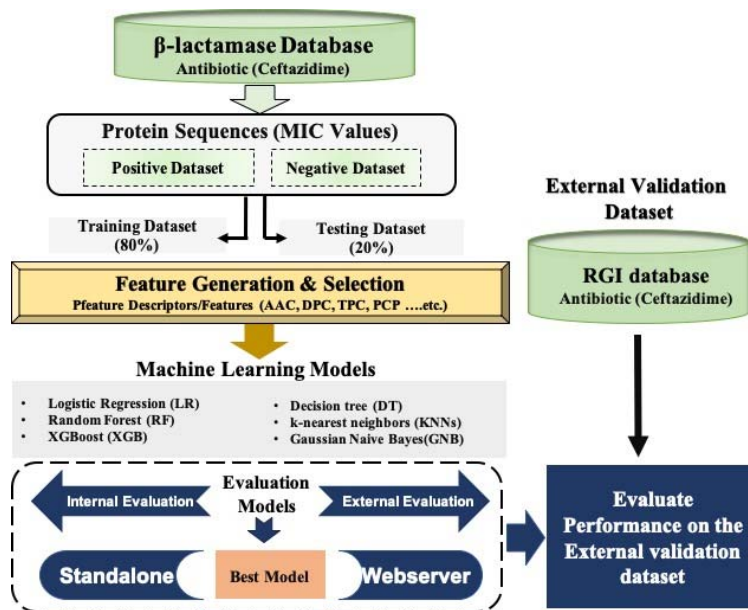 β-lactamase Database
Antibiotic (Ceftazidime)
Protein Sequences (MIC Values)
Positive Dataset
Negative Dataset
Training Dataset
(80%)
Testing Dataset
(20%)
Feature Generation & Selection
Pfeature Descriptors/Features (AAC, DPC, TPC, PCP ….etc.)
Machine Learning Models
• Logistic Regression (LR)
• Random Forest (RF)
• XGBoost (XGB)
• Decision tree (DT)
• k-nearest neighbors (KNNs)
• Gaussian Naive Bayes(GNB)
Internal Evaluation
Evaluation
Models
External Evaluation
Standalone
Best Model
Webserver
External Validation
Dataset
RGI database
Antibiotic (Ceftazidime)
Evaluate
Performance on the
External validation
dataset